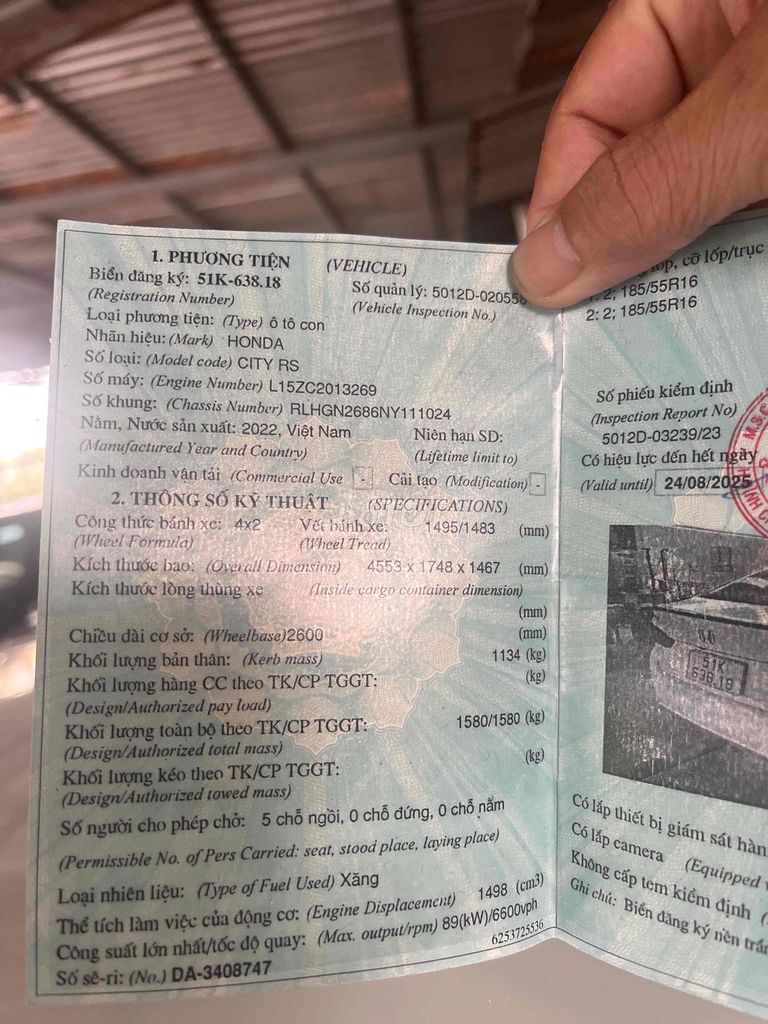 1. PHƯƠNG TIỆN (VEHICLE)
Biển đăng ký: 51K-638.18
(Registration Number)
Số quản lý: 5012D-020558
(Vehicle Inspection No.)
Loại phương tiện: (Type) ô tô con
Nhãn hiệu: (Mark) HONDA
Số loại: (Model code) CITY RS
Số máy: (Engine Number) L15ZC2013269
Số khung: (Chassis Number) RLHGN2686NY111024
Năm, Nước sản xuất: 2022, Việt Nam
(Manufactured Year and Country)
Niên hạn SD:
(Lifetime limit to)
Kinh doanh vận tải (Commercial Use - Cải tạo (Modification) -
2. THÔNG SỐ KỸ THUẬT (SPECIFICATIONS)
Công thức bánh xe: 4x2 Vết bánh xe: 1495/1483 (mm)
(Wheel Formula) (Wheel Tread)
Kích thước bao: (Overall Dimension) 4553 x 1748 x 1467 (mm)
Kích thước lòng thùng xe (Inside cargo container dimension)
(mm)
Chiều dài cơ sở: (Wheelbase) 2600 (mm)
Khối lượng bản thân: (Kerb mass) 1134 (kg)
Khối lượng hàng CC theo TK/CP TGGT: (kg)
(Design/Authorized pay load)
Khối lượng toàn bộ theo TK/CP TGGT: 1580/1580 (kg)
(Design/Authorized total mass)
Khối lượng kéo theo TK/CP TGGT: (kg)
(Design/Authorized towed mass)
Số người cho phép chở: 5 chỗ ngồi, 0 chỗ đứng, 0 chỗ nằm
(Permissible No. of Pers Carried: seat, stood place, laying place)
Loại nhiên liệu: (Type of Fuel Used) Xăng
Thể tích làm việc của động cơ: (Engine Displacement) 1498 (cm3)
Công suất lớn nhất/tốc độ quay: (Max. output/rpm) 89(kW)/6600vph
Số sê-ri: (No.) DA-3408747
6253725536
lốp, cỡ lốp/trục
1: 2; 185/55R16
2: 2; 185/55R16
Số phiếu kiểm định
(Inspection Report No)
5012D-03239/23
Có hiệu lực đến hết ngày
(Valid until) 24/08/2025
51K
638.18
Có lắp thiết bị giám sát hàn
Có lắp camera (Equipped
Không cấp tem kiểm định
Ghi chú: Biển đăng ký nền trắ